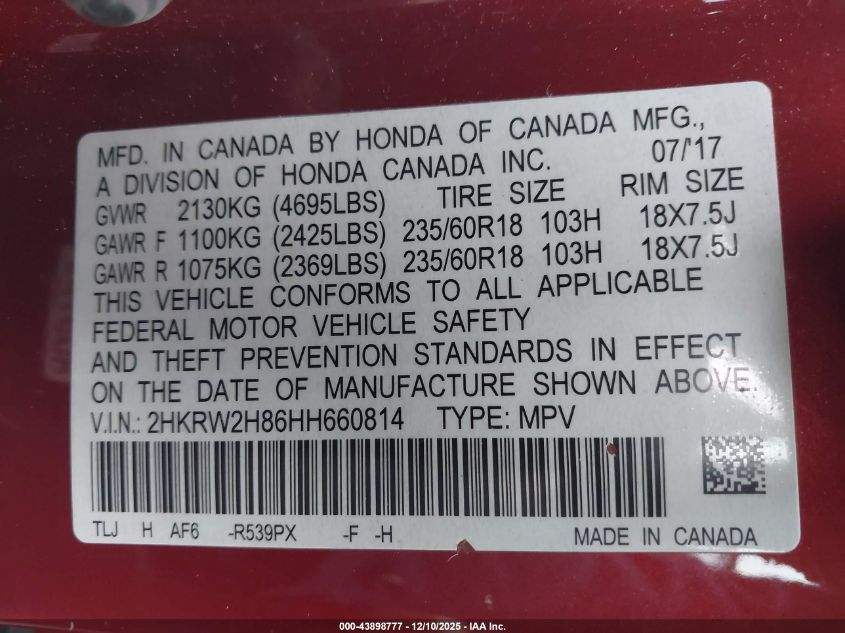 MFD. IN CANADA BY HONDA OF CANADA MFG.,
A DIVISION OF HONDA CANADA INC. 07/'17
GVWR 2130KG (4695LBS) TIRE SIZE RIM SIZE
GAWR F 1100KG (2425LBS) 235/60R18 103H 18X7.5J
GAWR R 1075KG (2369LBS) 235/60R18 103H 18X7.5J
THIS VEHICLE CONFORMS TO ALL APPLICABLE
FEDERAL MOTOR VEHICLE SAFETY
AND THEFT PREVENTION STANDARDS IN EFFECT
ON THE DATE OF MANUFACTURE SHOWN ABOVE.
V.I.N.: 2HKRW2H86HH660814 TYPE: MPV
TLJ H AF6 -R539PX -F -H MADE IN CANADA
000-43898777 - 12/10/2025 - IAA Inc.